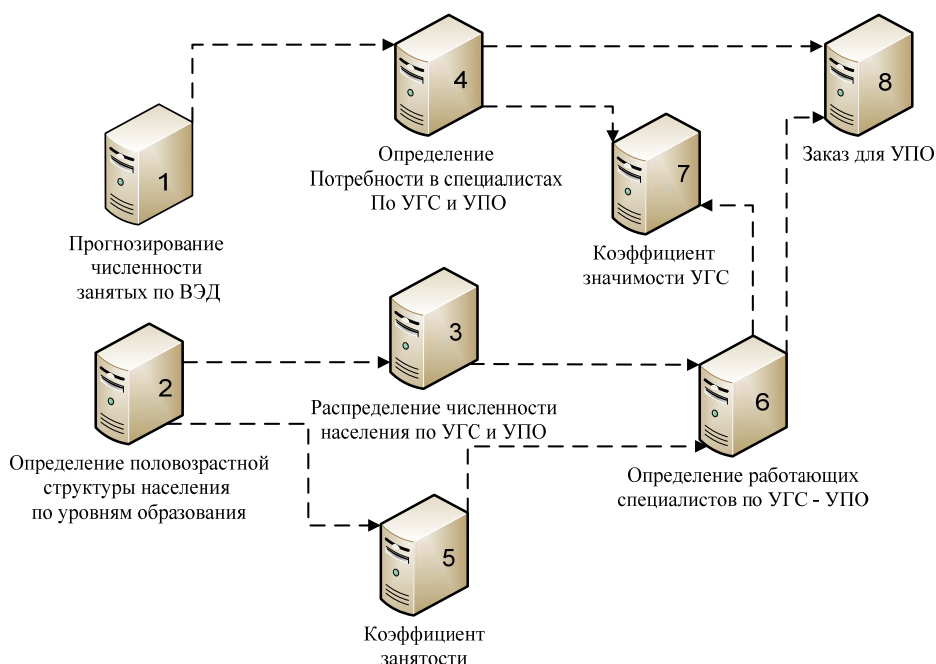 4
Определение
Потребности в специалистах
По УГС и УПО
8
Заказ для УПО
1
Прогнозирование
численности
занятых по ВЭД
7
Коэффициент
значимости УГС
2
Определение половозрастной
структуры населения
по уровням образования
3
Распределение численности
населения по УГС и УПО
6
Определение работающих
специалистов по УГС - УПО
5
Коэффициент
занятости